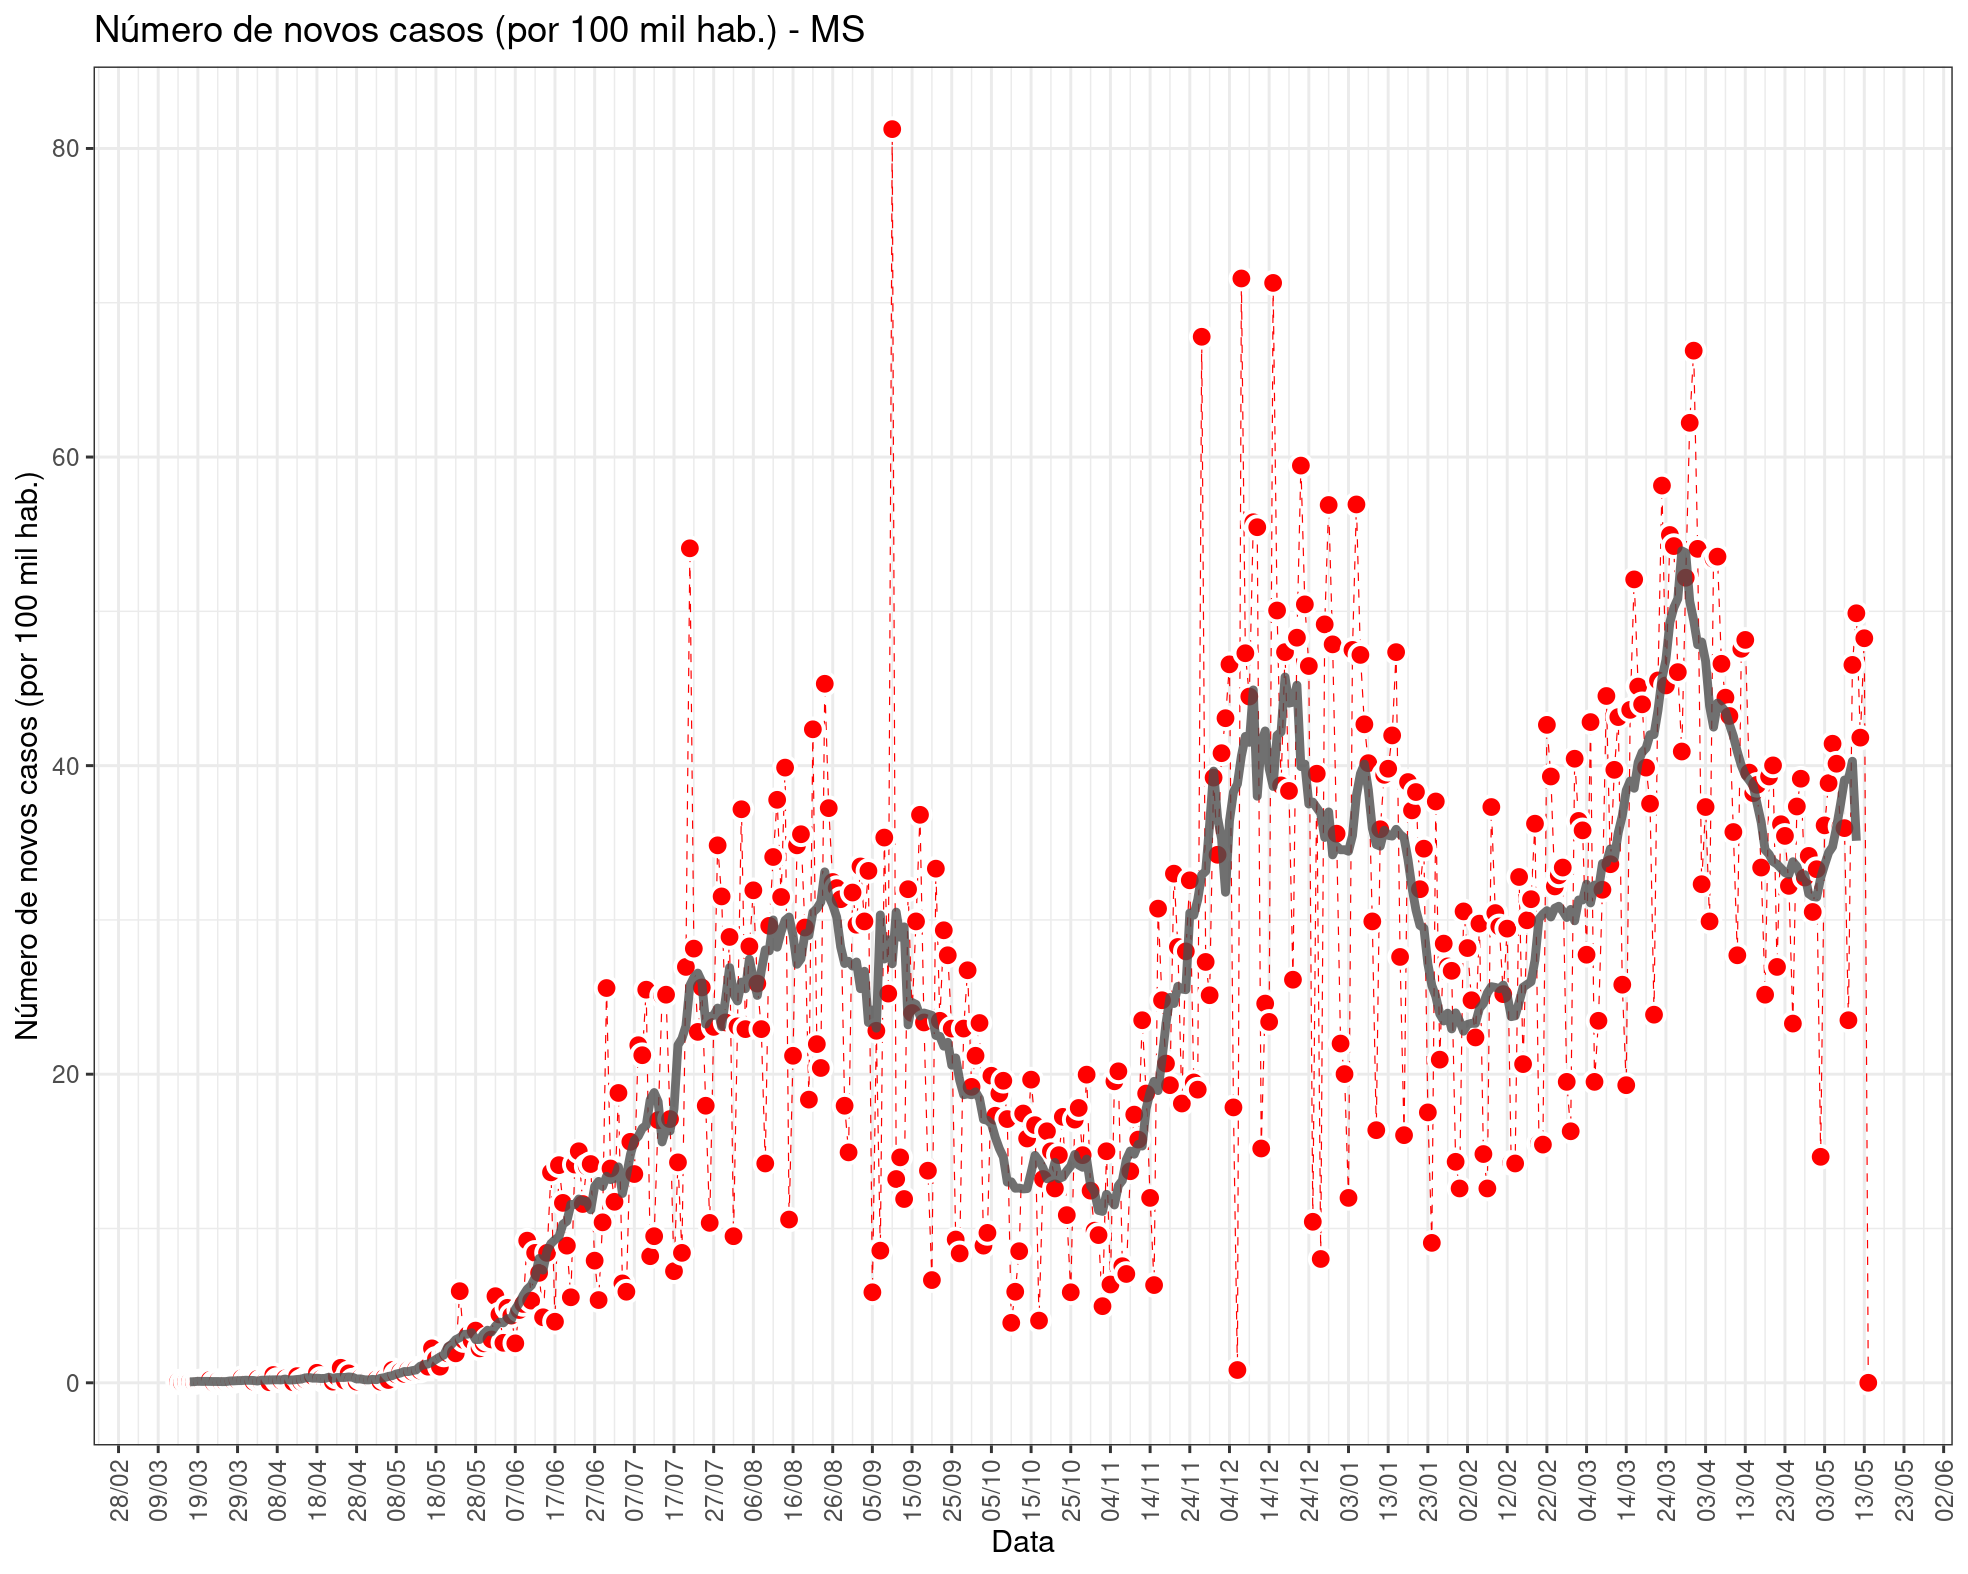 Número de novos casos (por 100 mil hab.) - MS
Número de novos casos (por 100 mil hab.)
80
60
40
20
0
28/02 09/03 19/03 29/03 08/04 18/04 28/04 08/05 18/05 28/05 07/06 17/06 27/06 07/07 17/07 27/07 06/08 16/08 26/08 05/09 15/09 25/09 05/10 15/10 25/10 04/11 14/11 24/11 04/12 14/12 24/12 03/01 13/01 23/01 02/02 12/02 22/02 04/03 14/03 24/03 03/04 13/04 23/04 03/05 13/05 23/05 02/06
Data